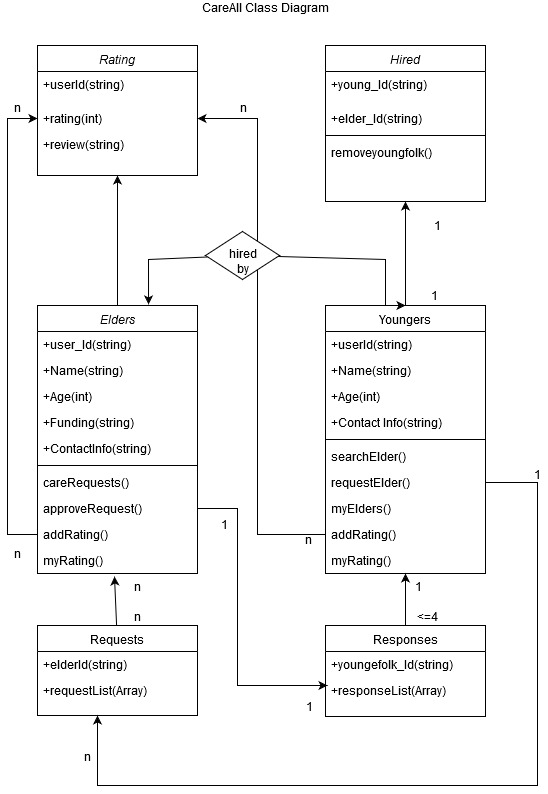 CareAll Class Diagram
Rating
+userId(string)
+rating(int)
+review(string)
Hired
+young_Id(string)
+elder_Id(string)
removeyoungfolk()
n
n
1
hired
by
1
Elders
+user_Id(string)
+Name(string)
+Age(int)
+Funding(string)
+ContactInfo(string)
careRequests()
approveRequest()
addRating()
myRating()
Youngers
+userId(string)
+Name(string)
+Age(int)
+Contact Info(string)
searchElder()
requestElder()
myElders()
addRating()
myRating()
1
1
n
n
n
1
n
<=4
Requests
+elderId(string)
+requestList(Array)
Responses
+youngefolk_Id(string)
+responseList(Array)
1
n